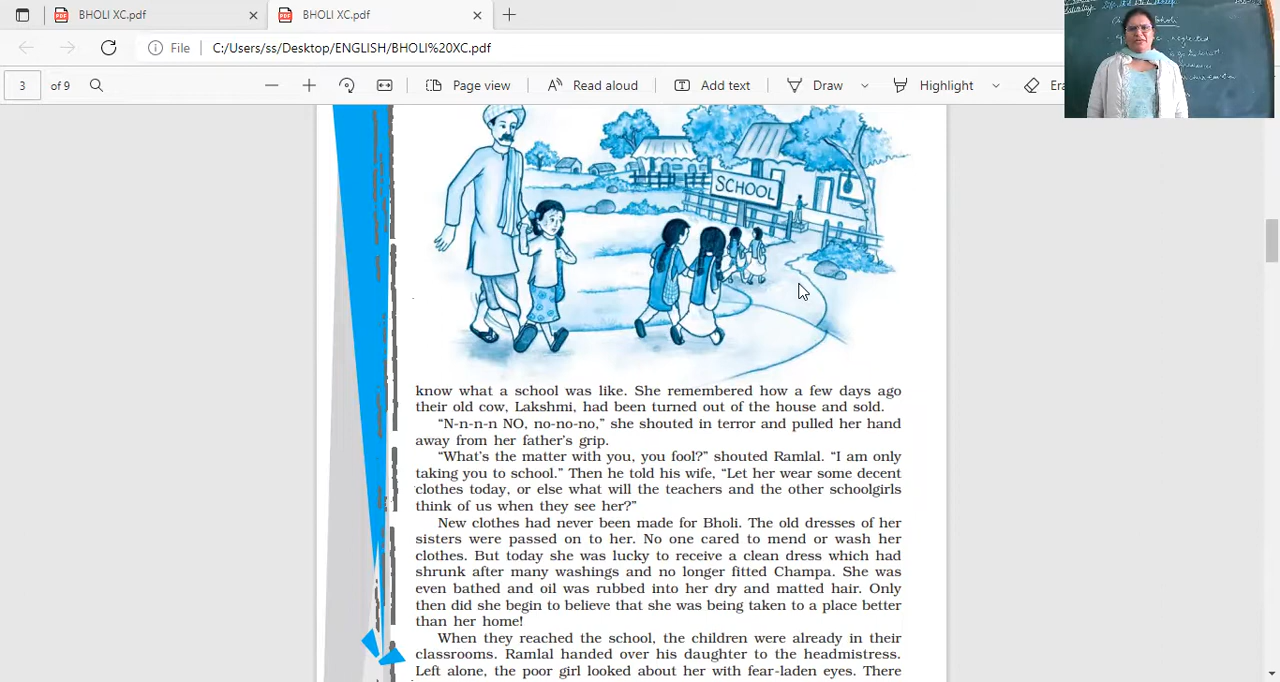 BHOLI XC.pdf
BHOLI XC.pdf
File C:/Users/ss/Desktop/ENGLISH/BHOLI%20XC.pdf
3 of 9 Page view Read aloud Add text Draw Highlight Era
Bholi
neglected
SCHOOL
know what a school was like. She remembered how a few days ago
their old cow, Lakshmi, had been turned out of the house and sold.
“N-n-n-n NO, no-no-no,” she shouted in terror and pulled her hand
away from her father’s grip.
“What’s the matter with you, you fool?” shouted Ramlal. “I am only
taking you to school.” Then he told his wife, “Let her wear some decent
clothes today, or else what will the teachers and the other schoolgirls
think of us when they see her?”
New clothes had never been made for Bholi. The old dresses of her
sisters were passed on to her. No one cared to mend or wash her
clothes. But today she was lucky to receive a clean dress which had
shrunk after many washings and no longer fitted Champa. She was
even bathed and oil was rubbed into her dry and matted hair. Only
then did she begin to believe that she was being taken to a place better
than her home!
When they reached the school, the children were already in their
classrooms. Ramlal handed over his daughter to the headmistress.
Left alone, the poor girl looked about her with fear-laden eyes. There